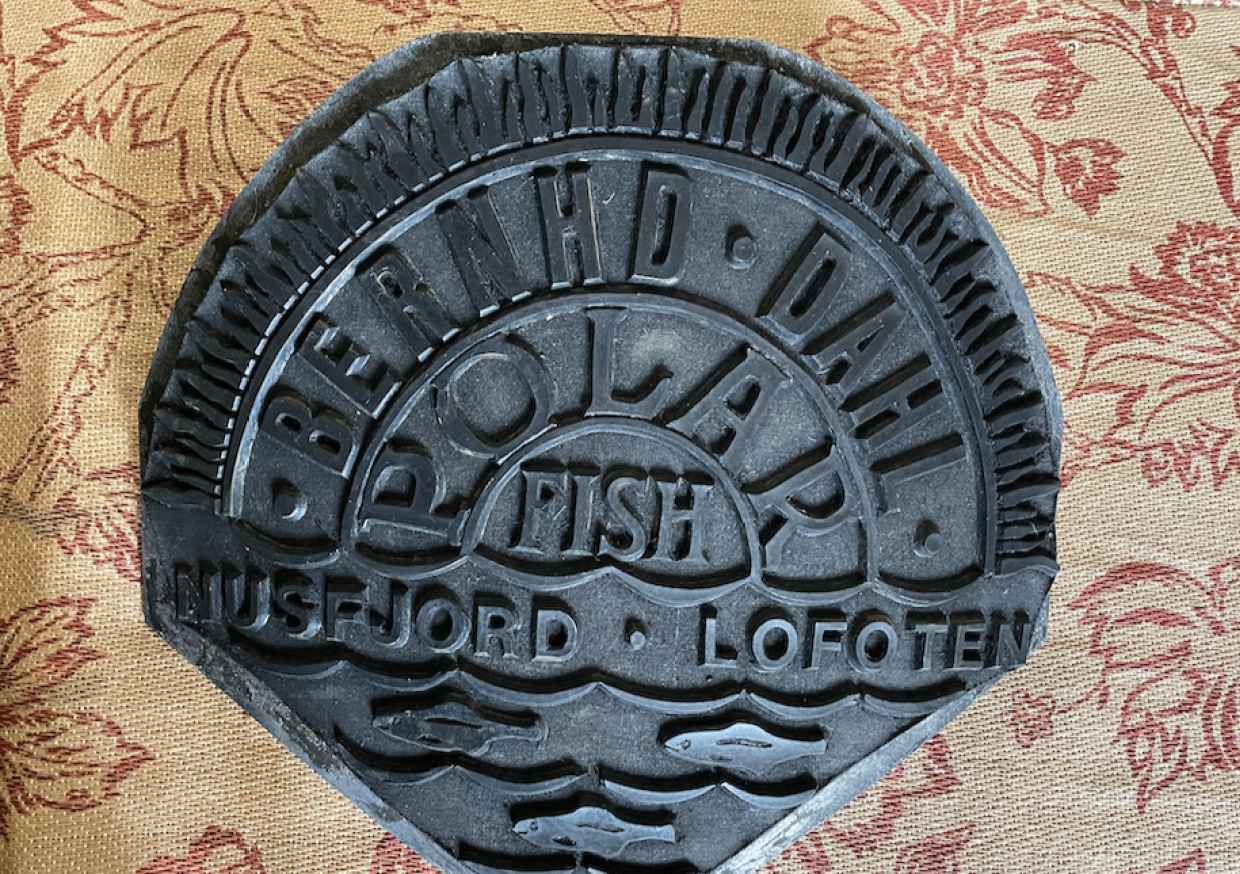 • BERNHD • DAHL •
POLAR
FISH
NUSFJORD • LOFOTEN